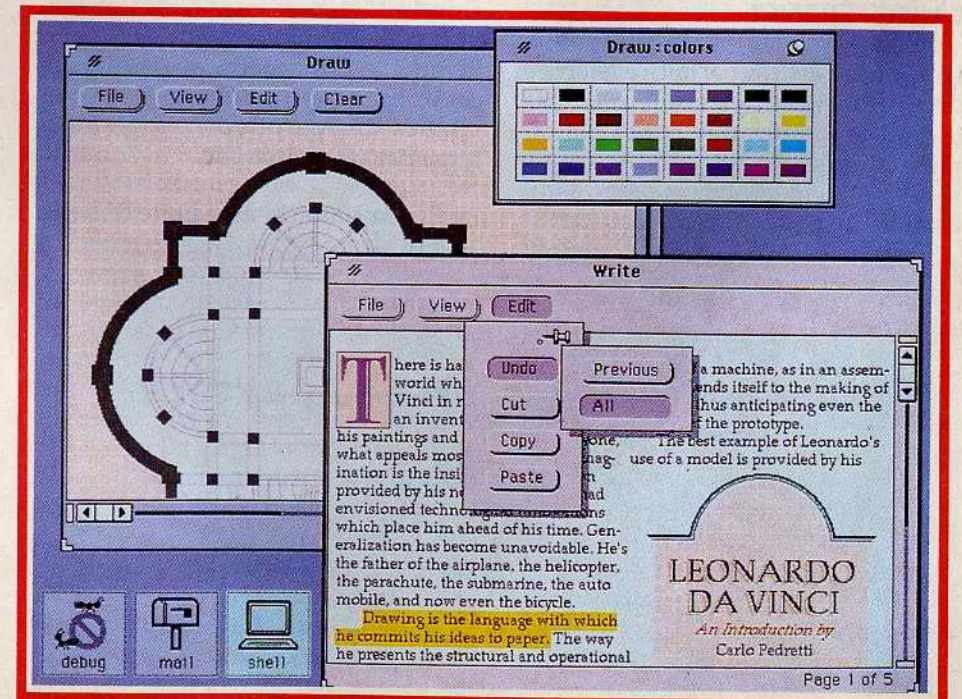 Draw
File View Edit Clear
Draw:colors
Write
File View Edit
Undo
Cut
Copy
Paste
Previous
All
There is ha
world wh
Vinci in r
an invent
his paintings and
what appeals mos
ination is the insi
provided by his
envisioned
which place him ahead of his time. Gen-
eralization has become unavoidable. He's
the father of the airplane, the helicopter,
the parachute, the submarine, the auto
mobile, and now even the bicycle.
Drawing is the language with which
he commits his ideas to paper. The way
he presents the structural and operational
a machine, as in an assem-
ends itself to the making of
hus anticipating even the
f the prototype.
The best example of Leonardo's
use of a model is provided by his
LEONARDO
DA VINCI
An Introduction by
Carlo Pedretti
Page 1 of 5
debug
mail
shell